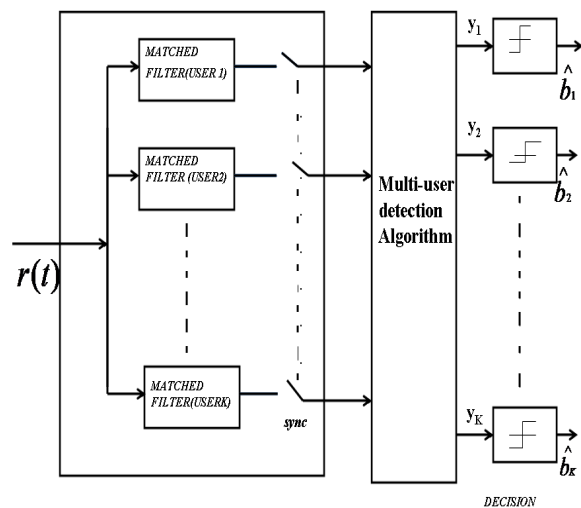 MATCHED
FILTER(USER 1)
y1
b̂1
MATCHED
FILTER (USER2)
y2
b̂2
Multi-user
detection
Algorithm
r(t)
MATCHED
FILTER(USERK)
sync
yK
b̂K
DECISION